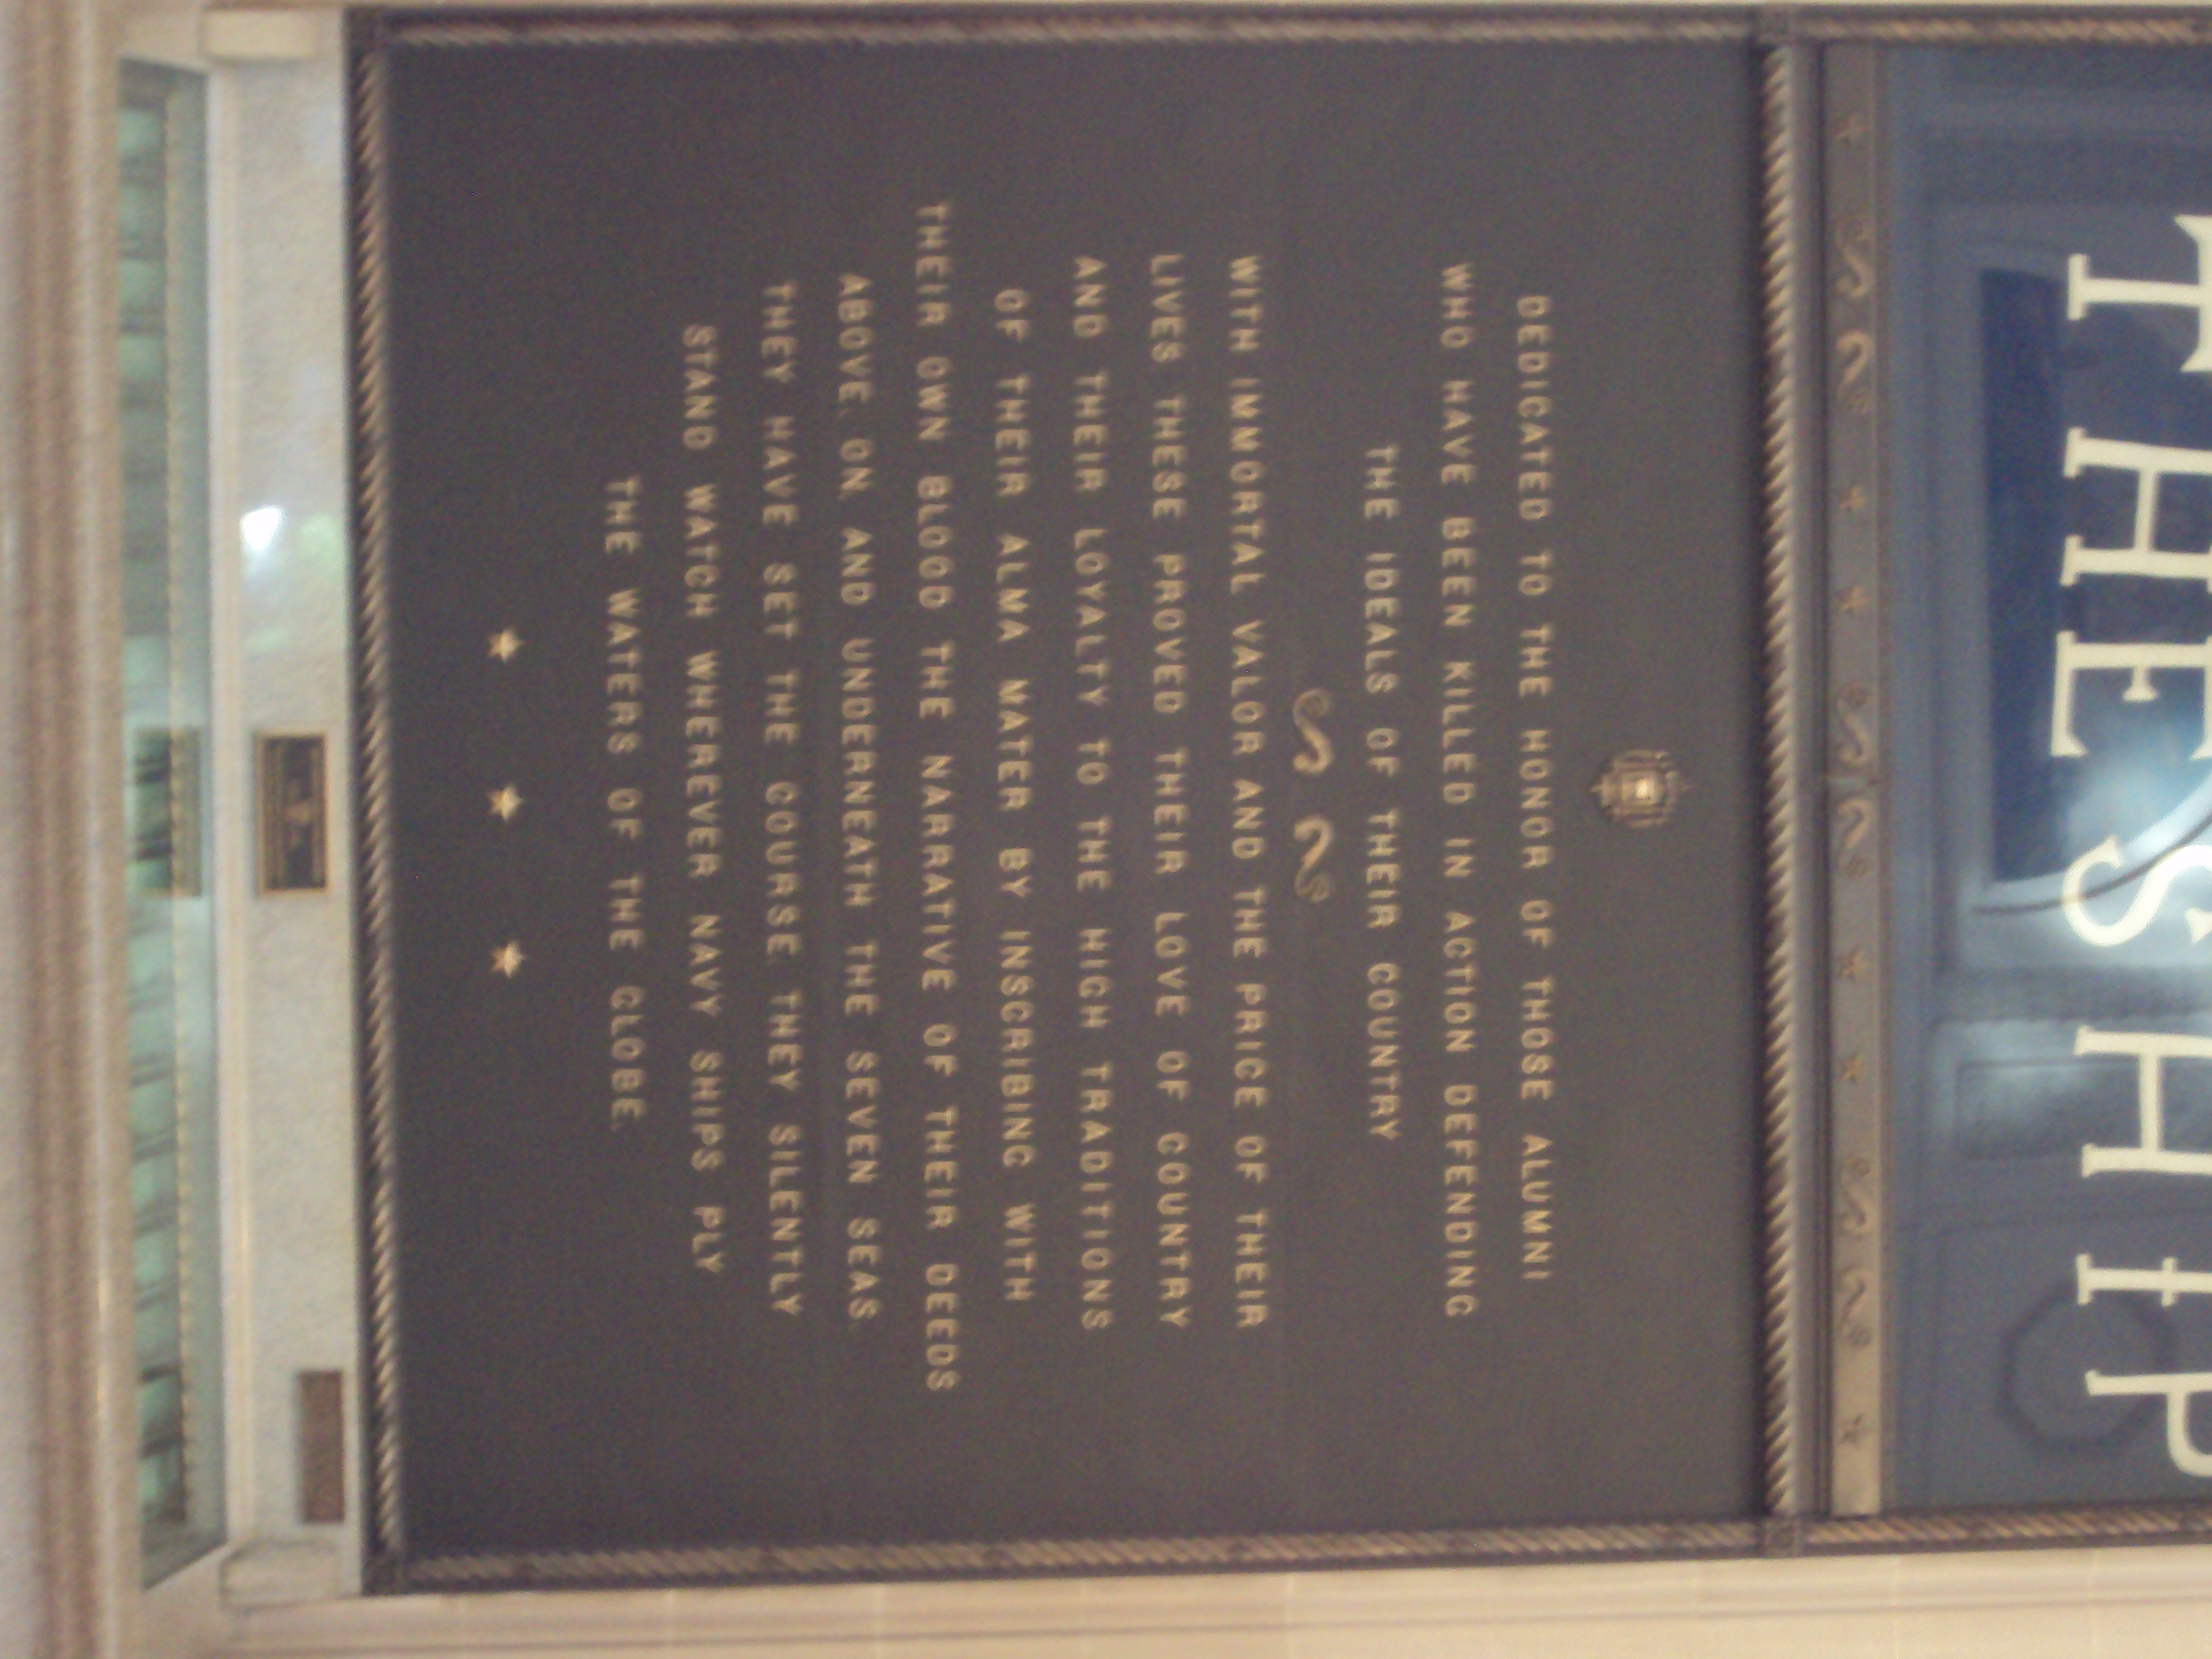 THE SHIP
DEDICATED TO THE HONOR OF THOSE ALUMNI
WHO HAVE BEEN KILLED IN ACTION DEFENDING
THE IDEALS OF THEIR COUNTRY
WITH IMMORTAL VALOR AND THE PRICE OF THEIR
LIVES THESE PROVED THEIR LOVE OF COUNTRY
AND THEIR LOYALTY TO THE HIGH TRADITIONS
OF THEIR ALMA MATER BY INSCRIBING WITH
THEIR OWN BLOOD THE NARRATIVE OF THEIR DEEDS
ABOVE, ON, AND UNDERNEATH THE SEVEN SEAS.
THEY HAVE SET THE COURSE THEY SILENTLY
STAND WATCH WHEREVER NAVY SHIPS PLY
THE WATERS OF THE GLOBE.